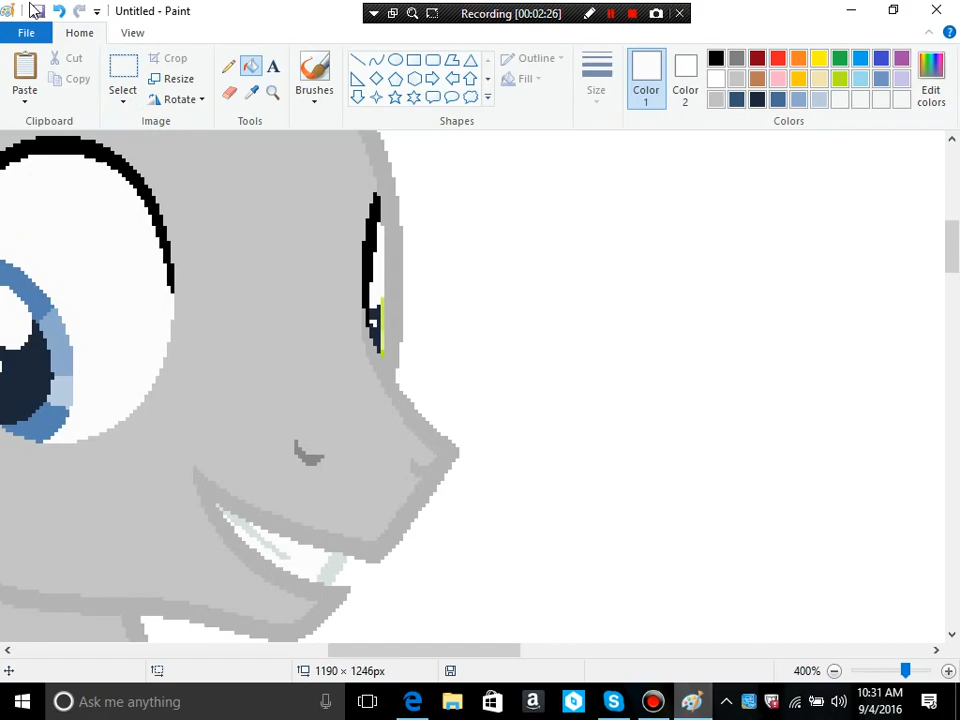 Untitled - Paint
Recording [00:02:26]
File
Home
View
Paste
Cut
Copy
Clipboard
Select
Crop
Resize
Rotate
Image
A
Tools
Brushes
Outline
Fill
Shapes
Size
Color 1
Color 2
Edit colors
Colors
1190 × 1246px
400%
Ask me anything
10:31 AM
9/4/2016